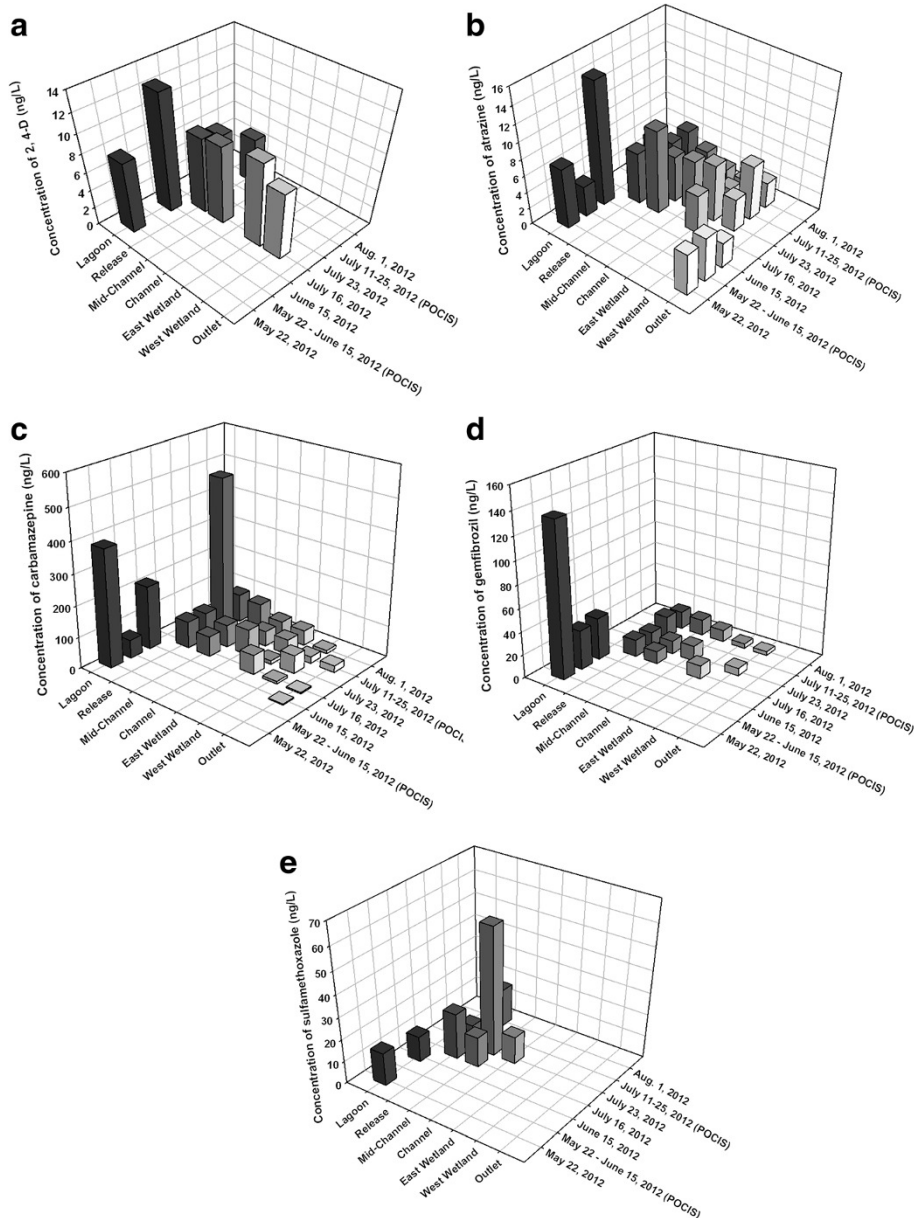 a
Concentration of 2, 4-D (ng/L)
14
12
10
8
6
4
2
0
Lagoon
Release
Mid-Channel
Channel
East Wetland
West Wetland
Outlet
Aug. 1, 2012
July 11-25, 2012 (POCIS)
July 23, 2012
July 16, 2012
June 15, 2012
May 22 - June 15, 2012 (POCIS)
May 22, 2012
b
Concentration of atrazine (ng/L)
16
14
12
10
8
6
4
2
0
Lagoon
Release
Mid-Channel
Channel
East Wetland
West Wetland
Outlet
Aug. 1, 2012
July 11-25, 2012 (POCIS)
July 23, 2012
July 16, 2012
June 15, 2012
May 22 - June 15, 2012 (POCIS)
May 22, 2012
c
Concentration of carbamazepine (ng/L)
600
500
400
300
200
100
0
Lagoon
Release
Mid-Channel
Channel
East Wetland
West Wetland
Outlet
Aug. 1, 2012
July 11-25, 2012 (POCI
July 23, 2012
July 16, 2012
June 15, 2012
May 22 - June 15, 2012 (POCIS)
May 22, 2012
d
Concentration of gemfibrozil (ng/L)
160
140
120
100
80
60
40
20
0
Lagoon
Release
Mid-Channel
Channel
East Wetland
West Wetland
Outlet
Aug. 1, 2012
July 11-25, 2012 (POCIS)
July 23, 2012
July 16, 2012
June 15, 2012
May 22 - June 15, 2012 (POCIS)
May 22, 2012
e
Concentration of sulfamethoxazole (ng/L)
70
60
50
40
30
20
10
0
Lagoon
Release
Mid-Channel
Channel
East Wetland
West Wetland
Outlet
Aug. 1, 2012
July 11-25, 2012 (POCIS)
July 23, 2012
July 16, 2012
June 15, 2012
May 22 - June 15, 2012 (POCIS)
May 22, 2012